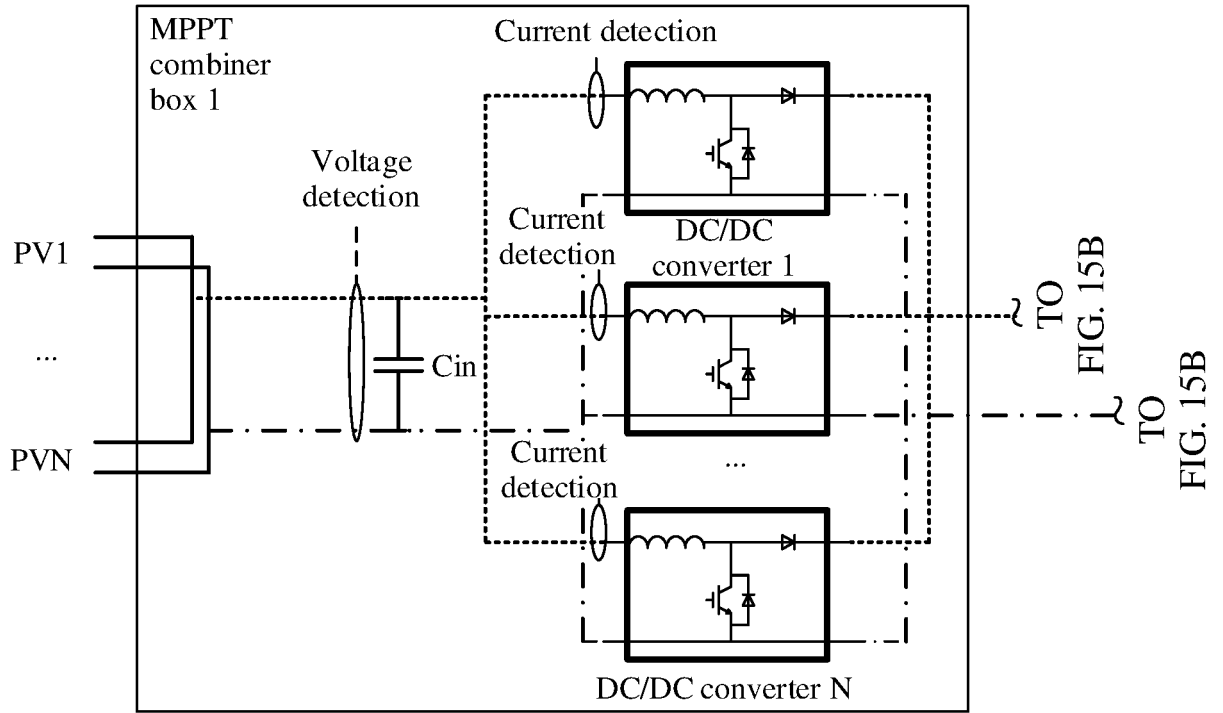 MPPT
combiner
box 1
Current detection
Voltage
detection
Current
detection
DC/DC
converter 1
PV1
...
PVN
Cin
Current
detection
...
DC/DC converter N
TO
FIG. 15B
TO
FIG. 15B